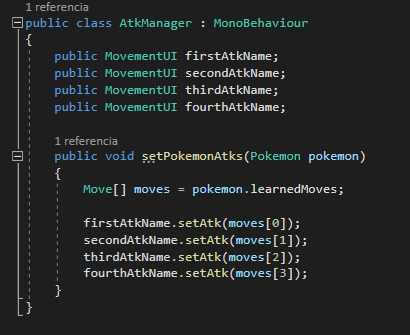 1 referencia
public class AtkManager : MonoBehaviour
{
public MovementUI firstAtkName;
public MovementUI secondAtkName;
public MovementUI thirdAtkName;
public MovementUI fourthAtkName;
1 referencia
public void setPokemonAtks(Pokemon pokemon)
{
Move[] moves = pokemon.learnedMoves;
firstAtkName.setAtk(moves[0]);
secondAtkName.setAtk(moves[1]);
thirdAtkName.setAtk(moves[2]);
fourthAtkName.setAtk(moves[3]);
}
}